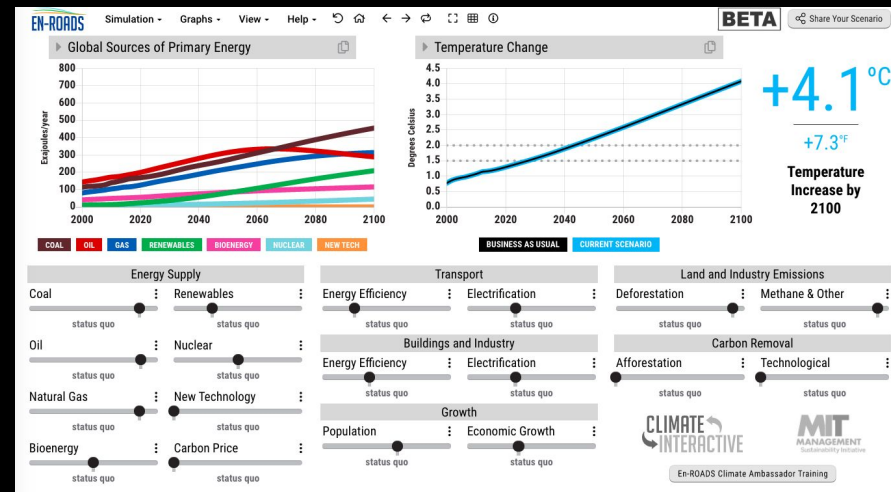 EN-ROADS
Simulation Graphs View Help
BETA
Share Your Scenario
Global Sources of Primary Energy
800
700
600
500
400
300
200
100
0
Exajoules/year
2000 2020 2040 2060 2080 2100
COAL OIL GAS RENEWABLES BIOENERGY NUCLEAR NEW TECH
Temperature Change
4.5
4.0
3.5
3.0
2.5
2.0
1.5
1.0
0.5
0.0
Degrees Celsius
2000 2020 2040 2060 2080 2100
BUSINESS AS USUAL CURRENT SCENARIO
+4.1°C
+7.3°F
Temperature
Increase by
2100
Energy Supply
Coal Renewables
status quo status quo
Oil Nuclear
status quo status quo
Natural Gas New Technology
status quo status quo
Bioenergy Carbon Price
status quo status quo
Transport
Energy Efficiency Electrification
status quo status quo
Buildings and Industry
Energy Efficiency Electrification
status quo status quo
Growth
Population Economic Growth
status quo status quo
Land and Industry Emissions
Deforestation Methane & Other
status quo status quo
Carbon Removal
Afforestation Technological
status quo status quo
CLIMATE
INTERACTIVE
MIT
MANAGEMENT
Sustainability Initiative
En-ROADS Climate Ambassador Training